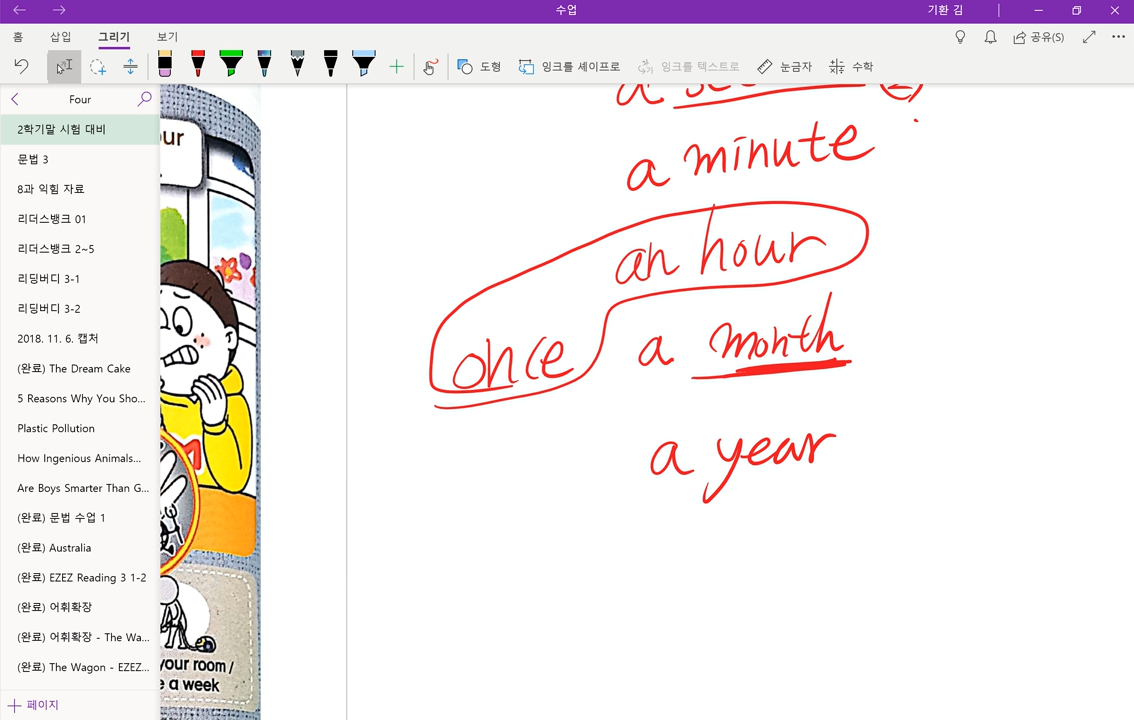 수업
기환 김
홈 삽입 그리기 보기
공유(S)
도형 잉크를 셰이프로 잉크를 텍스트로 눈금자 수학
Four
2학기말 시험 대비
문법 3
8과 익힘 자료
리더스뱅크 01
리더스뱅크 2~5
리딩버디 3-1
리딩버디 3-2
2018. 11. 6. 캡처
(완료) The Dream Cake
5 Reasons Why You Sho...
Plastic Pollution
How Ingenious Animals...
Are Boys Smarter Than G...
(완료) 문법 수업 1
(완료) Australia
(완료) EZEZ Reading 3 1-2
(완료) 어휘확장
(완료) 어휘확장 - The Wa...
(완료) The Wagon - EZEZ...
페이지
your room /
a week
a
a minute
an hour
once a month
a year